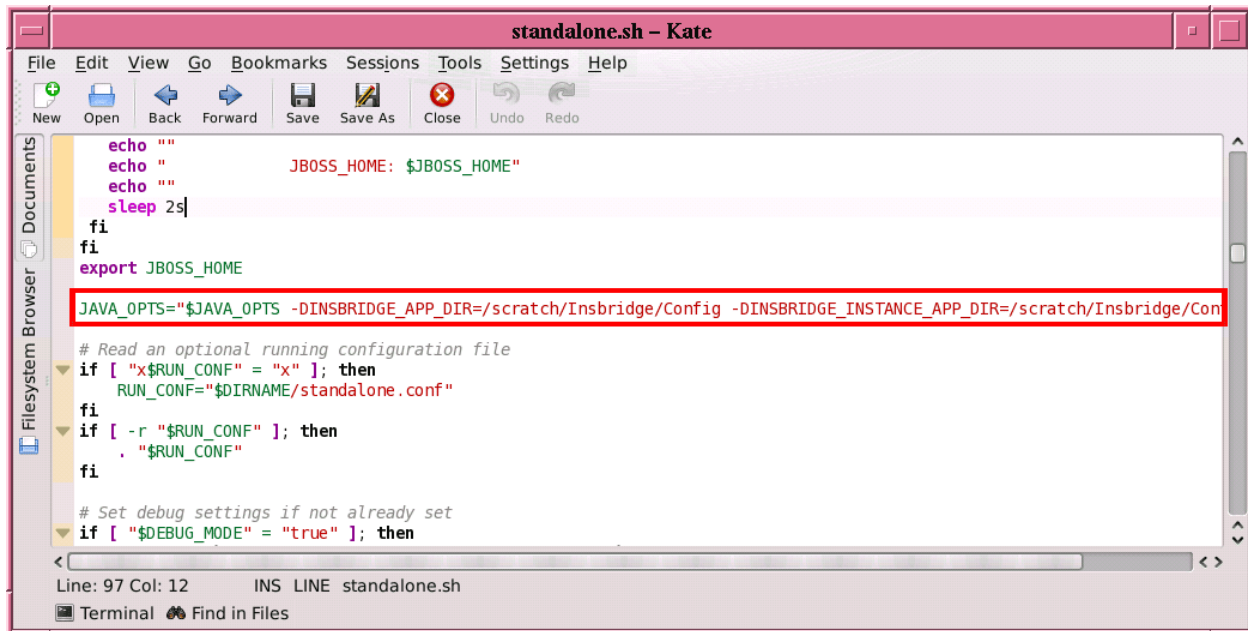 standalone.sh – Kate
File Edit View Go Bookmarks Sessions Tools Settings Help
New Open Back Forward Save Save As Close Undo Redo
Documents
Filesystem Browser
echo ""
echo " JBOSS_HOME: $JBOSS_HOME"
echo ""
sleep 2s
fi
fi
export JBOSS_HOME
JAVA_OPTS="$JAVA_OPTS -DINSBRIDGE_APP_DIR=/scratch/Insbridge/Config -DINSBRIDGE_INSTANCE_APP_DIR=/scratch/Insbridge/Con
# Read an optional running configuration file
if [ "x$RUN_CONF" = "x" ]; then
RUN_CONF="$DIRNAME/standalone.conf"
fi
if [ -r "$RUN_CONF" ]; then
. "$RUN_CONF"
fi
# Set debug settings if not already set
if [ "$DEBUG_MODE" = "true" ]; then
Line: 97 Col: 12 INS LINE standalone.sh
Terminal Find in Files